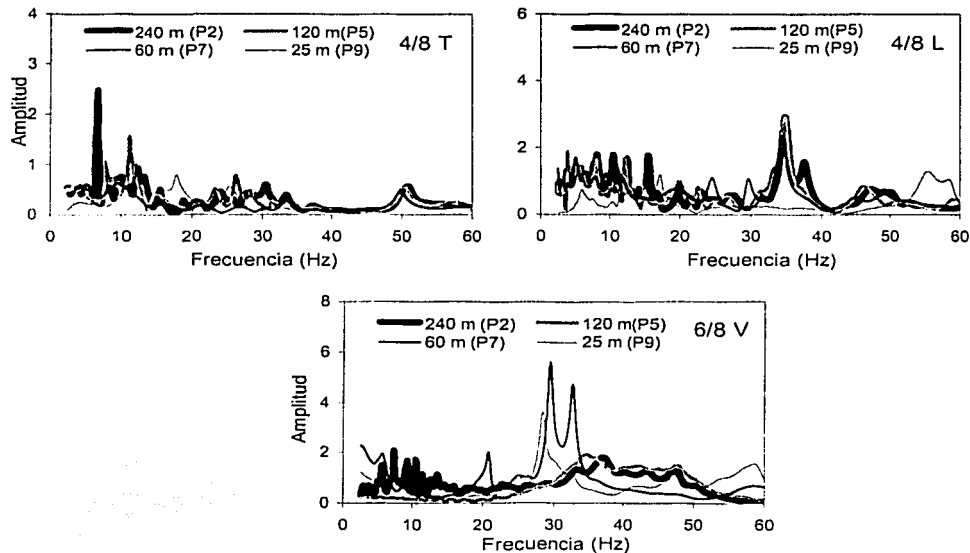 4
240 m (P2) 120 m(P5)
60 m (P7) 25 m (P9)
4/8 T
3
2
1
0
Amplitud
0 10 20 30 40 50 60
Frecuencia (Hz)
6
240 m (P2) 120 m(P5)
60 m (P7) 25 m (P9)
4/8 L
4
2
0
Amplitud
0 10 20 30 40 50 60
Frecuencia (Hz)
8
240 m (P2) 120 m(P5)
60 m (P7) 25 m (P9)
6/8 V
6
4
2
0
Amplitud
0 10 20 30 40 50 60
Frecuencia (Hz)